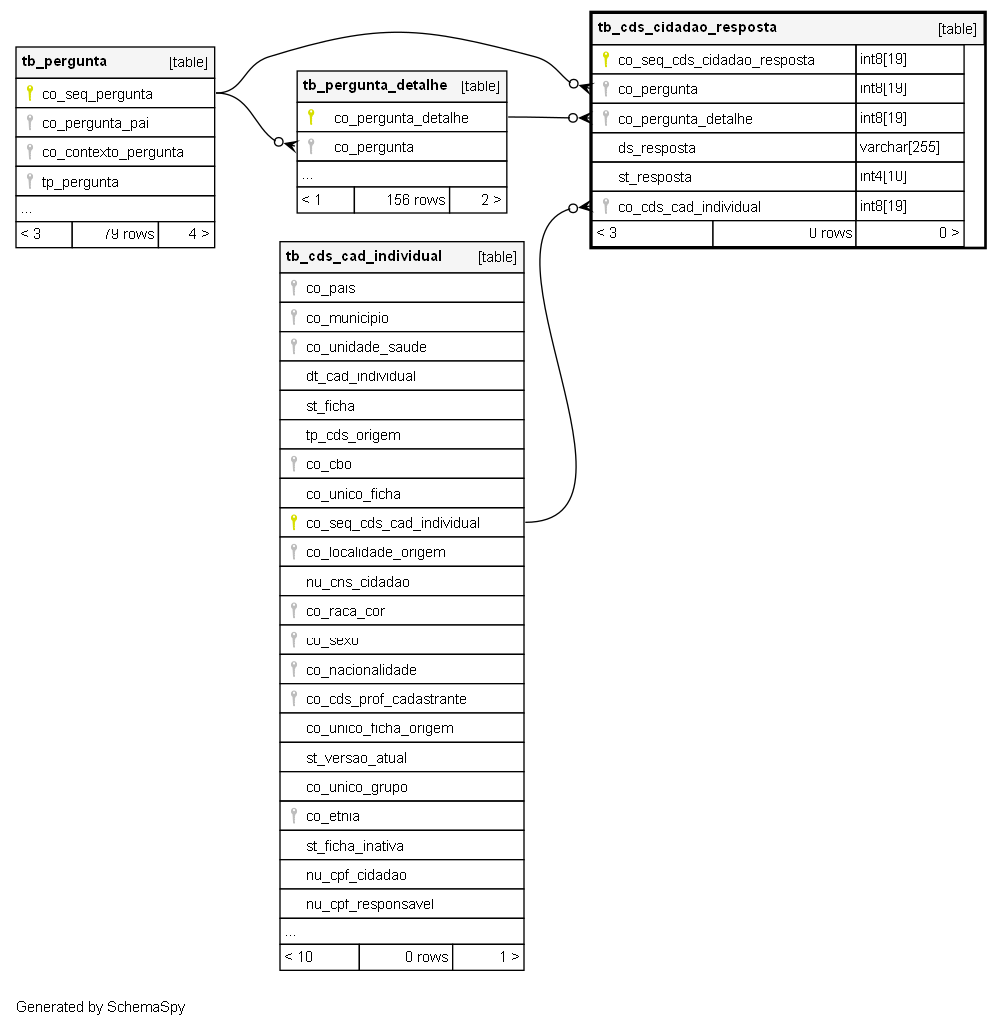 tb_pergunta [table]
co_seq_pergunta
co_pergunta_pai
co_contexto_pergunta
tp_pergunta
...
< 3 79 rows 4 >
tb_pergunta_detalhe [table]
co_pergunta_detalhe
co_pergunta
...
< 1 156 rows 2 >
tb_cds_cidadao_resposta [table]
co_seq_cds_cidadao_resposta int8[19]
co_pergunta int8[19]
co_pergunta_detalhe int8[19]
ds_resposta varchar[255]
st_resposta int4[10]
co_cds_cad_individual int8[19]
< 3 0 rows 0 >
tb_cds_cad_individual [table]
co_pais
co_municipio
co_unidade_saude
dt_cad_individual
st_ficha
tp_cds_origem
co_cbo
co_unico_ficha
co_seq_cds_cad_individual
co_localidade_origem
nu_cns_cidadao
co_raca_cor
co_sexo
co_nacionalidade
co_cds_prof_cadastrante
co_unico_ficha_origem
st_versao_atual
co_unico_grupo
co_etnia
st_ficha_inativa
nu_cpf_cidadao
nu_cpf_responsavel
...
< 10 0 rows 1 >
Generated by SchemaSpy